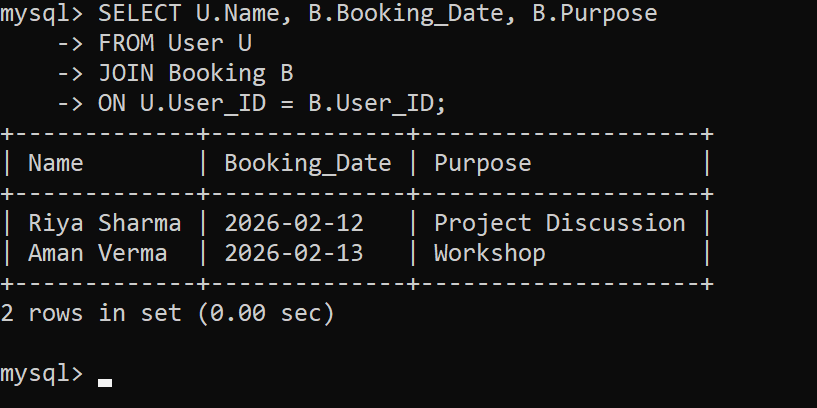 mysql> SELECT U.Name, B.Booking_Date, B.Purpose
    -> FROM User U
    -> JOIN Booking B
    -> ON U.User_ID = B.User_ID;
+-------------+--------------+--------------------+
| Name        | Booking_Date | Purpose            |
+-------------+--------------+--------------------+
| Riya Sharma | 2026-02-12   | Project Discussion |
| Aman Verma  | 2026-02-13   | Workshop           |
+-------------+--------------+--------------------+
2 rows in set (0.00 sec)

mysql>